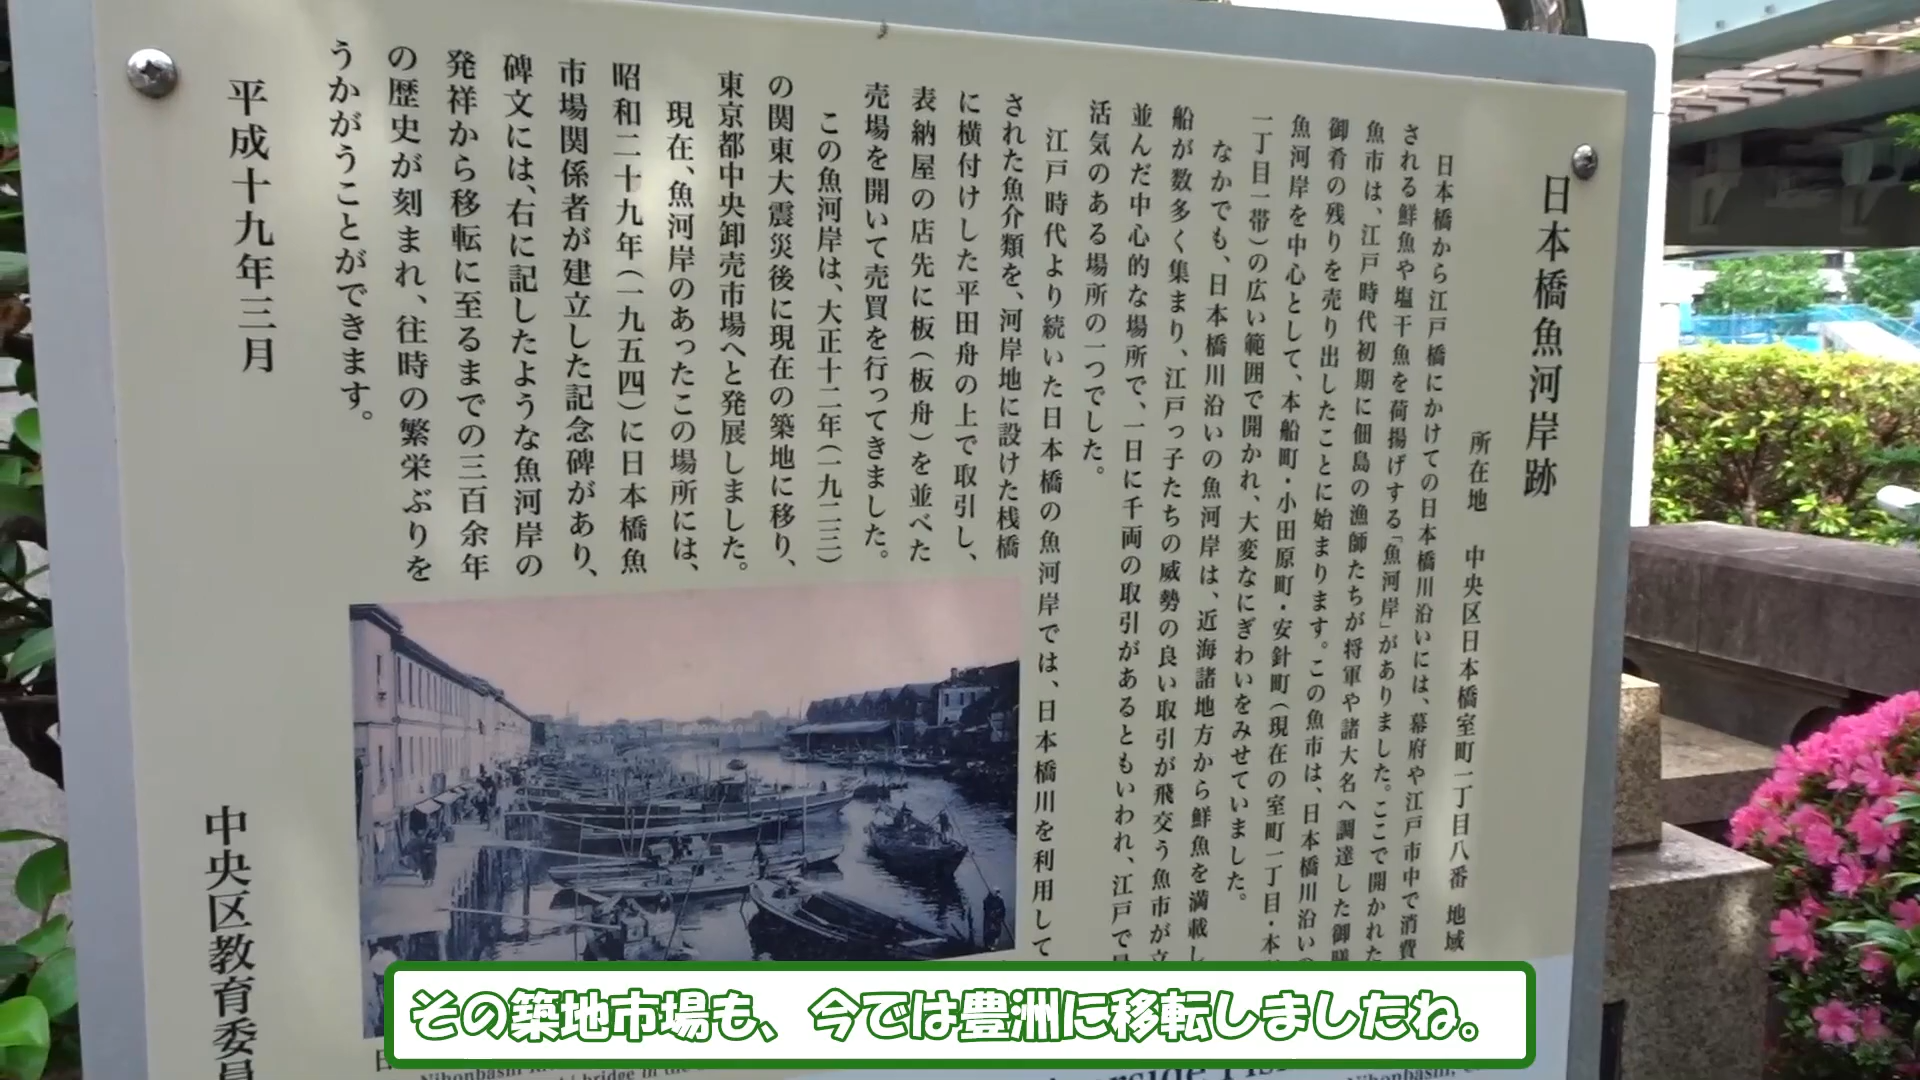 日本橋魚河岸跡
所在地 中央区日本橋室町一丁目八番 地域
日本橋から江戸橋にかけての日本橋川沿いには、幕府や江戸市中で消費
される鮮魚や塩干魚を荷揚げする「魚河岸」がありました。ここで開かれた
魚市は、江戸時代初期に佃島の漁師たちが将軍や諸大名へ調達した御膳
御肴の残りを売り出したことに始まります。この魚市は、日本橋川沿いの
魚河岸を中心として、本船町・小田原町・安針町(現在の室町一丁目・本
一丁目一帯)の広い範囲で開かれ、大変なにぎわいをみせていました。
なかでも、日本橋川沿いの魚河岸は、近海諸地方から鮮魚を満載し
船が数多く集まり、江戸っ子たちの威勢の良い取引が飛交う魚市が立
並んだ中心的な場所で、一日に千両の取引があるともいわれ、江戸で
活気のある場所の一つでした。
江戸時代より続いた日本橋の魚河岸では、日本橋川を利用して
された魚介類を、河岸地に設けた桟橋
に横付けした平田舟の上で取引し、
表納屋の店先に板(板舟)を並べた
売場を開いて売買を行ってきました。
この魚河岸は、大正十二年(一九二三)
の関東大震災後に現在の築地に移り、
東京都中央卸売市場へと発展しました。
現在、魚河岸のあったこの場所には、
昭和二十九年(一九五四)に日本橋魚
市場関係者が建立した記念碑があり、
碑文には、右に記したような魚河岸の
発祥から移転に至るまでの三百余年
の歴史が刻まれ、往時の繁栄ぶりを
うかがうことができます。
平成十九年三月
中央区教育委員
その築地市場も、今では豊洲に移転しましたね。